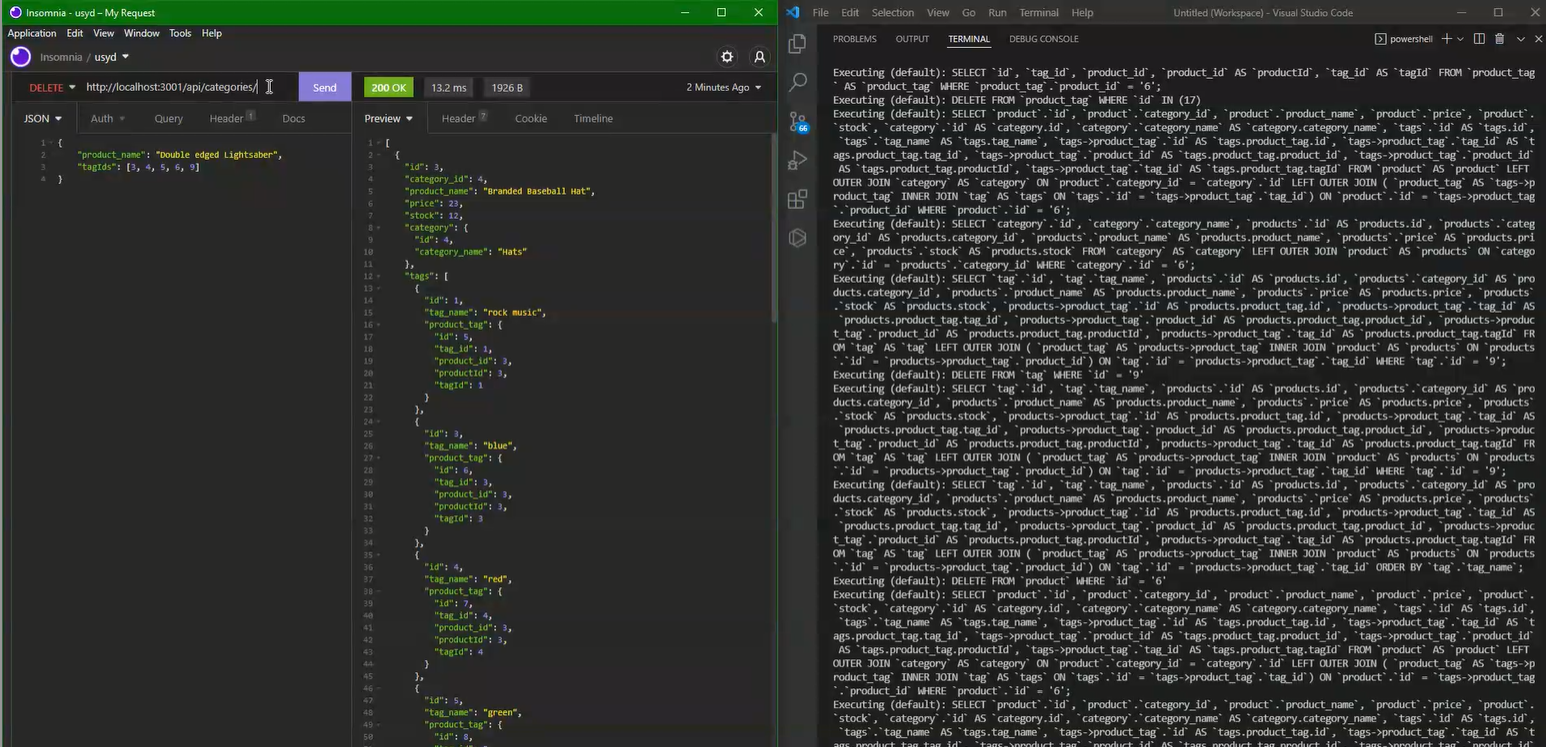 Insomnia - usyd – My Request
Application Edit View Window Tools Help
Insomnia / usyd
DELETE http://localhost:3001/api/categories/ Send
200 OK 13.2 ms 1926 B 2 Minutes Ago
JSON Auth Query Header 1 Docs
Preview Header 7 Cookie Timeline
1 {
2 "product_name": "Double edged Lightsaber",
3 "tagIds": [3, 4, 5, 6, 9]
4 }
1 [
2 {
3 "id": 3,
4 "category_id": 4,
5 "product_name": "Branded Baseball Hat",
6 "price": 23,
7 "stock": 12,
8 "category": {
9 "id": 4,
10 "category_name": "Hats"
11 },
12 "tags": [
13 {
14 "id": 1,
15 "tag_name": "rock music",
16 "product_tag": {
17 "id": 5,
18 "tag_id": 1,
19 "product_id": 3,
20 "productId": 3,
21 "tagId": 1
22 }
23 },
24 {
25 "id": 3,
26 "tag_name": "blue",
27 "product_tag": {
28 "id": 6,
29 "tag_id": 3,
30 "product_id": 3,
31 "productId": 3,
32 "tagId": 3
33 }
34 },
35 {
36 "id": 4,
37 "tag_name": "red",
38 "product_tag": {
39 "id": 7,
40 "tag_id": 4,
41 "product_id": 3,
42 "productId": 3,
43 "tagId": 4
44 }
45 },
46 {
47 "id": 5,
48 "tag_name": "green",
49 "product_tag": {
50 "id": 8,
File Edit Selection View Go Run Terminal Help Untitled (Workspace) - Visual Studio Code
PROBLEMS OUTPUT TERMINAL DEBUG CONSOLE powershell
66
Executing (default): SELECT `id`, `tag_id`, `product_id`, `product_id` AS `productId`, `tag_id` AS `tagId` FROM `product_tag
` AS `product_tag` WHERE `product_tag`.`product_id` = '6';
Executing (default): DELETE FROM `product_tag` WHERE `id` IN (17)
Executing (default): SELECT `product`.`id`, `product`.`category_id`, `product`.`product_name`, `product`.`price`, `product`.
`stock`, `category`.`id` AS `category.id`, `category`.`category_name` AS `category.category_name`, `tags`.`id` AS `tags.id`,
`tags`.`tag_name` AS `tags.tag_name`, `tags->product_tag`.`id` AS `tags.product_tag.id`, `tags->product_tag`.`tag_id` AS `t
ags.product_tag.tag_id`, `tags->product_tag`.`product_id` AS `tags.product_tag.product_id`, `tags->product_tag`.`product_id`
AS `tags.product_tag.productId`, `tags->product_tag`.`tag_id` AS `tags.product_tag.tagId` FROM `product` AS `product` LEFT
OUTER JOIN `category` AS `category` ON `product`.`category_id` = `category`.`id` LEFT OUTER JOIN ( `product_tag` AS `tags->p
roduct_tag` INNER JOIN `tag` AS `tags` ON `tags`.`id` = `tags->product_tag`.`tag_id`) ON `product`.`id` = `tags->product_tag
`.`product_id` WHERE `product`.`id` = '6';
Executing (default): SELECT `category`.`id`, `category`.`category_name`, `products`.`id` AS `products.id`, `products`.`categ
ory_id` AS `products.category_id`, `products`.`product_name` AS `products.product_name`, `products`.`price` AS `products.pri
ce`, `products`.`stock` AS `products.stock` FROM `category` AS `category` LEFT OUTER JOIN `product` AS `products` ON `catego
ry`.`id` = `products`.`category_id` WHERE `category`.`id` = '6';
Executing (default): SELECT `tag`.`id`, `tag`.`tag_name`, `products`.`id` AS `products.id`, `products`.`category_id` AS `pro
ducts.category_id`, `products`.`product_name` AS `products.product_name`, `products`.`price` AS `products.price`, `products`
.`stock` AS `products.stock`, `products->product_tag`.`id` AS `products.product_tag.id`, `products->product_tag`.`tag_id` AS
`products.product_tag.tag_id`, `products->product_tag`.`product_id` AS `products.product_tag.product_id`, `products->produc
t_tag`.`product_id` AS `products.product_tag.productId`, `products->product_tag`.`tag_id` AS `products.product_tag.tagId` FR
OM `tag` AS `tag` LEFT OUTER JOIN ( `product_tag` AS `products->product_tag` INNER JOIN `product` AS `products` ON `products
`.`id` = `products->product_tag`.`product_id`) ON `tag`.`id` = `products->product_tag`.`tag_id` WHERE `tag`.`id` = '9';
Executing (default): DELETE FROM `tag` WHERE `id` = '9'
Executing (default): SELECT `tag`.`id`, `tag`.`tag_name`, `products`.`id` AS `products.id`, `products`.`category_id` AS `pro
ducts.category_id`, `products`.`product_name` AS `products.product_name`, `products`.`price` AS `products.price`, `products`
.`stock` AS `products.stock`, `products->product_tag`.`id` AS `products.product_tag.id`, `products->product_tag`.`tag_id` AS
`products.product_tag.tag_id`, `products->product_tag`.`product_id` AS `products.product_tag.product_id`, `products->produc
t_tag`.`product_id` AS `products.product_tag.productId`, `products->product_tag`.`tag_id` AS `products.product_tag.tagId` FR
OM `tag` AS `tag` LEFT OUTER JOIN ( `product_tag` AS `products->product_tag` INNER JOIN `product` AS `products` ON `products
`.`id` = `products->product_tag`.`product_id`) ON `tag`.`id` = `products->product_tag`.`tag_id` WHERE `tag`.`id` = '9';
Executing (default): SELECT `tag`.`id`, `tag`.`tag_name`, `products`.`id` AS `products.id`, `products`.`category_id` AS `pro
ducts.category_id`, `products`.`product_name` AS `products.product_name`, `products`.`price` AS `products.price`, `products`
.`stock` AS `products.stock`, `products->product_tag`.`id` AS `products.product_tag.id`, `products->product_tag`.`tag_id` AS
`products.product_tag.tag_id`, `products->product_tag`.`product_id` AS `products.product_tag.product_id`, `products->produc
t_tag`.`product_id` AS `products.product_tag.productId`, `products->product_tag`.`tag_id` AS `products.product_tag.tagId` FR
OM `tag` AS `tag` LEFT OUTER JOIN ( `product_tag` AS `products->product_tag` INNER JOIN `product` AS `products` ON `products
`.`id` = `products->product_tag`.`product_id`) ON `tag`.`id` = `products->product_tag`.`tag_id` ORDER BY `tag`.`tag_name`;
Executing (default): DELETE FROM `product` WHERE `id` = '6'
Executing (default): SELECT `product`.`id`, `product`.`category_id`, `product`.`product_name`, `product`.`price`, `product`.
`stock`, `category`.`id` AS `category.id`, `category`.`category_name` AS `category.category_name`, `tags`.`id` AS `tags.id`,
`tags`.`tag_name` AS `tags.tag_name`, `tags->product_tag`.`id` AS `tags.product_tag.id`, `tags->product_tag`.`tag_id` AS `t
ags.product_tag.tag_id`, `tags->product_tag`.`product_id` AS `tags.product_tag.product_id`, `tags->product_tag`.`product_id`
AS `tags.product_tag.productId`, `tags->product_tag`.`tag_id` AS `tags.product_tag.tagId` FROM `product` AS `product` LEFT
OUTER JOIN `category` AS `category` ON `product`.`category_id` = `category`.`id` LEFT OUTER JOIN ( `product_tag` AS `tags->p
roduct_tag` INNER JOIN `tag` AS `tags` ON `tags`.`id` = `tags->product_tag`.`tag_id`) ON `product`.`id` = `tags->product_tag
`.`product_id` WHERE `product`.`id` = '6';
Executing (default): SELECT `product`.`id`, `product`.`category_id`, `product`.`product_name`, `product`.`price`, `product`.
`stock`, `category`.`id` AS `category.id`, `category`.`category_name` AS `category.category_name`, `tags`.`id` AS `tags.id`,
`tags`.`tag_name` AS `tags.tag_name`, `tags->product_tag`.`id` AS `tags.product_tag.id`, `tags->product_tag`.`tag_id` AS `t